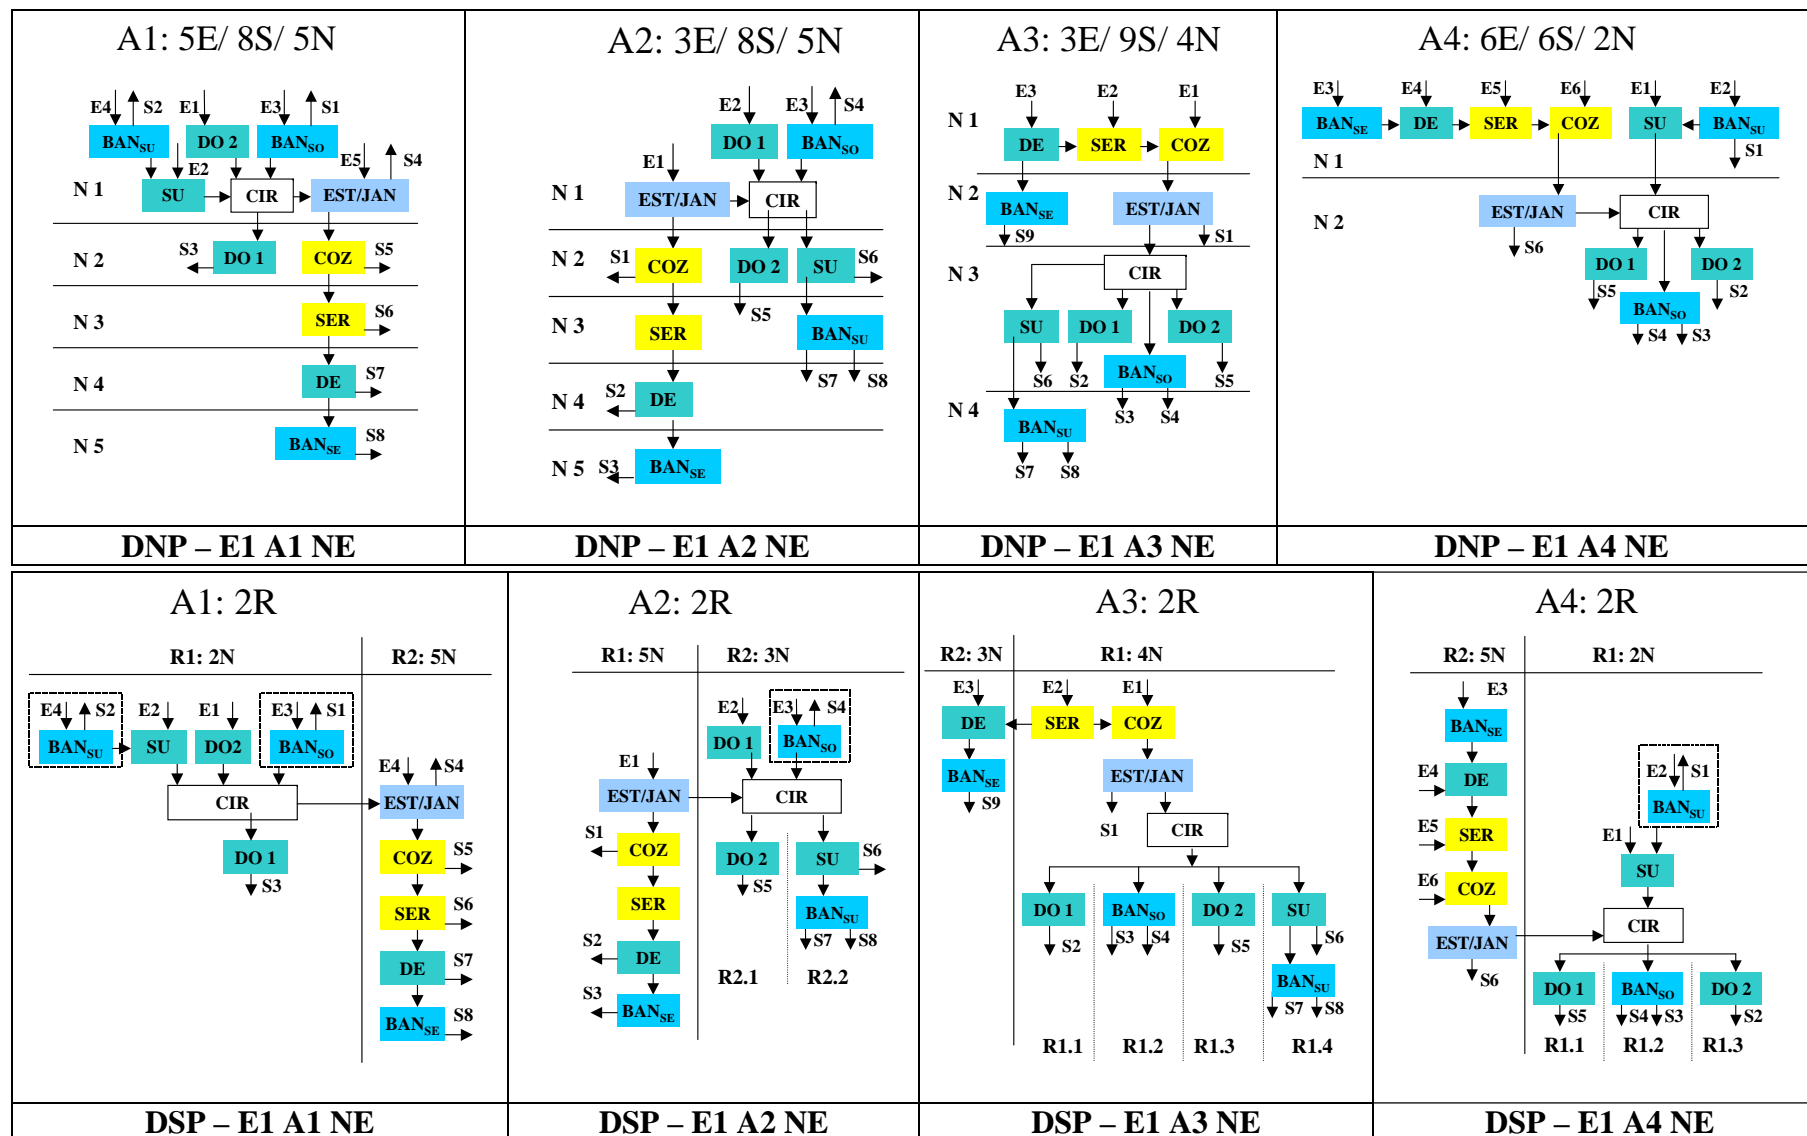 A1: 5E/ 8S/ 5N
E4 S2 E1 E3 S1
BANSU DO 2 BANSO
E2 E5 S4
N 1 SU CIR EST/JAN
S3 S5
N 2 DO 1 COZ
N 3 SER S6
N 4 DE S7
N 5 BANSE S8
DNP – E1 A1 NE
A2: 3E/ 8S/ 5N
E2 E3 S4
DO 1 BANSO
E1
N 1 EST/JAN CIR
N 2 S1 COZ DO 2 SU S6
S5
N 3 SER BANSU
S7 S8
N 4 S2 DE
N 5 S3 BANSE
DNP – E1 A2 NE
A3: 3E/ 9S/ 4N
E3 E2 E1
N 1
DE SER COZ
N 2
BANSE EST/JAN
S9 S1
N 3 CIR
SU DO 1 DO 2
S6 S2 BANSO S5
N 4 S3 S4
BANSU
S7 S8
DNP – E1 A3 NE
A4: 6E/ 6S/ 2N
E3 E4 E5 E6 E1 E2
BANSE DE SER COZ SU BANSU
N 1 S1
N 2 EST/JAN CIR
S6
DO 1 DO 2
S5 BANSO S2
S4 S3
DNP – E1 A4 NE
A1: 2R
R1: 2N R2: 5N
E4 S2 E2 E1 E3 S1
BANSU SU DO2 BANSO
E4 S4
CIR EST/JAN
DO 1 COZ S5
S3
SER S6
DE S7
BANSE S8
DSP – E1 A1 NE
A2: 2R
R1: 5N R2: 3N
E2 E3 S4
DO 1 BANSO
E1
EST/JAN CIR
S1 COZ DO 2 SU S6
S5
SER BANSU
S7 S8
S2 DE R2.1 R2.2
S3 BANSE
DSP – E1 A2 NE
A3: 2R
R2: 3N R1: 4N
E3 E2 E1
DE SER COZ
BANSE EST/JAN
S9 S1
CIR
DO 1 BANSO DO 2 SU
S2 S3 S4 S5 S6
BANSU
S7 S8
R1.1 R1.2 R1.3 R1.4
DSP – E1 A3 NE
A4: 2R
R2: 5N R1: 2N
E3
BANSE
E4 DE E2 S1
BANSU
E5 SER E1
E6 COZ SU
EST/JAN CIR
S6
DO 1 BANSO DO 2
S5 S4 S3 S2
R1.1 R1.2 R1.3
DSP – E1 A4 NE